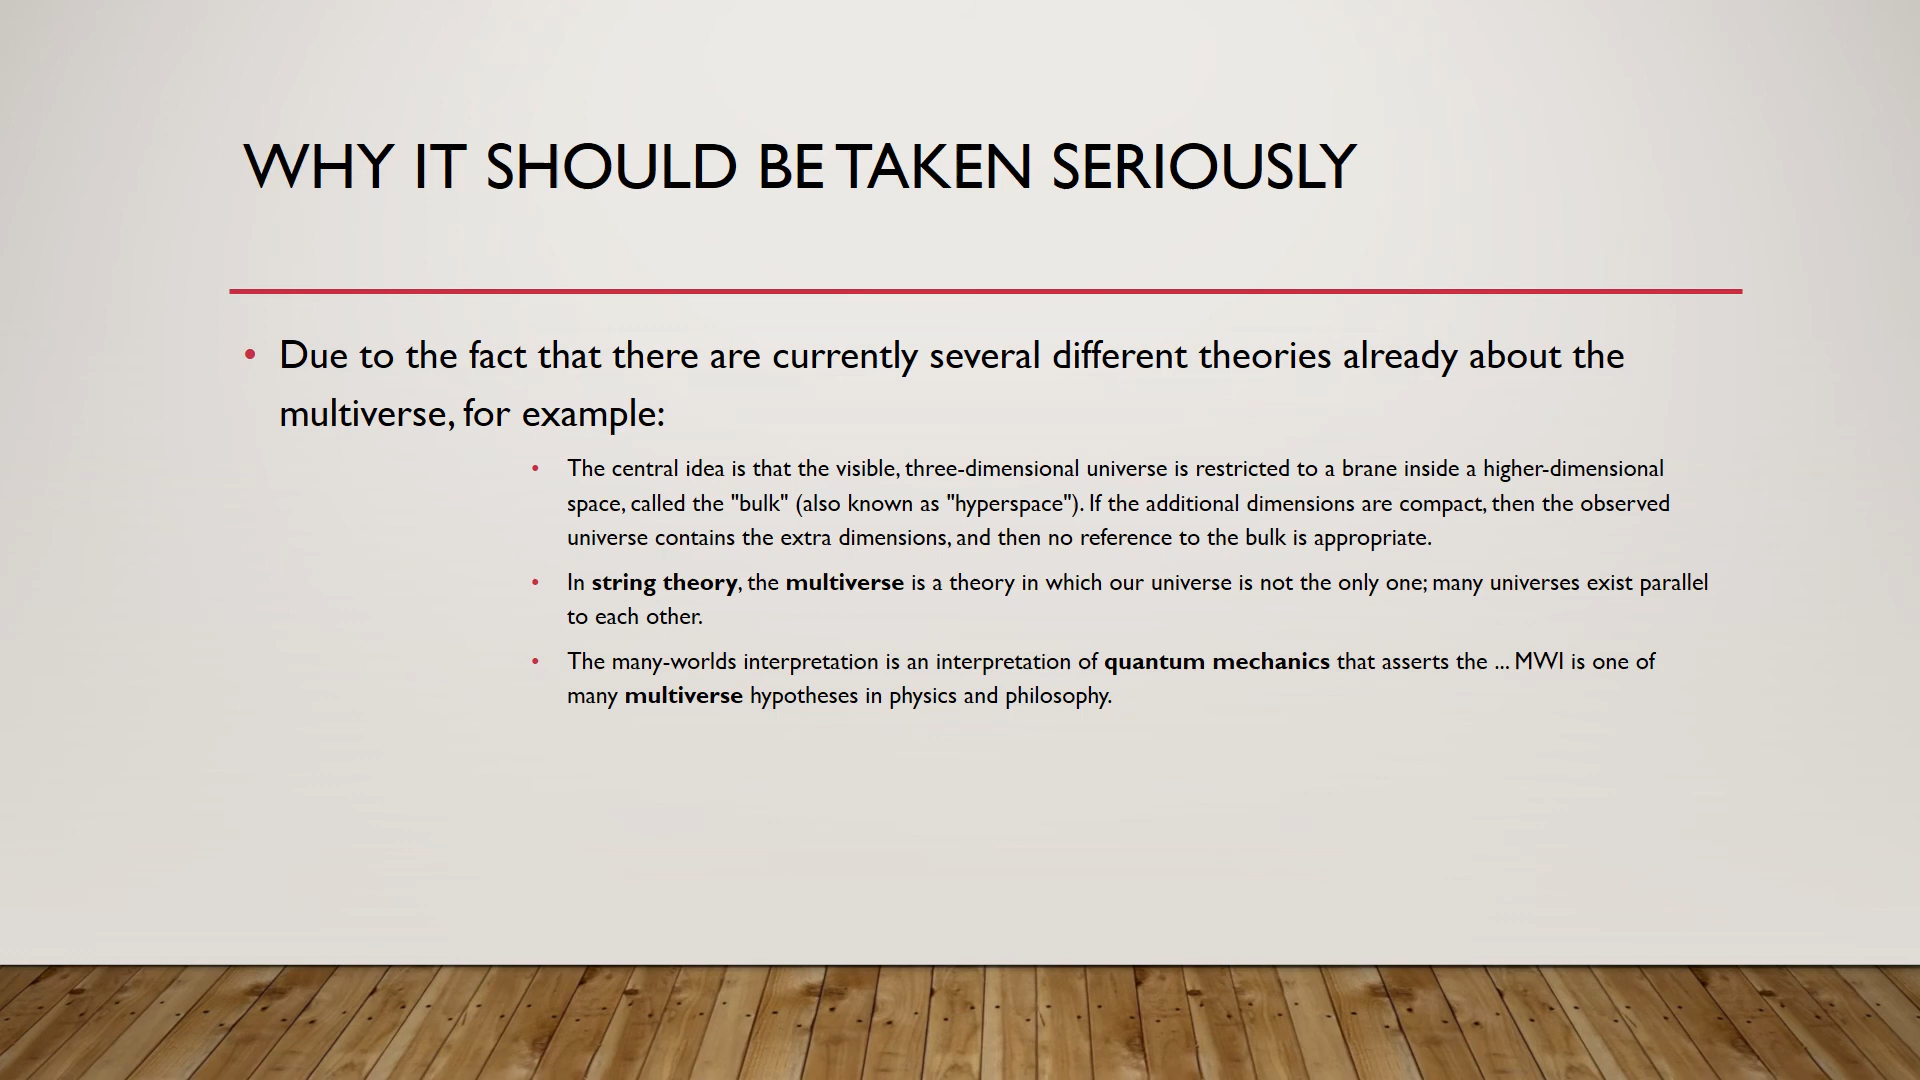 WHY IT SHOULD BE TAKEN SERIOUSLY
• Due to the fact that there are currently several different theories already about the
multiverse, for example:
• The central idea is that the visible, three-dimensional universe is restricted to a brane inside a higher-dimensional
space, called the "bulk" (also known as "hyperspace"). If the additional dimensions are compact, then the observed
universe contains the extra dimensions, and then no reference to the bulk is appropriate.
• In string theory, the multiverse is a theory in which our universe is not the only one; many universes exist parallel
to each other.
• The many-worlds interpretation is an interpretation of quantum mechanics that asserts the ... MWI is one of
many multiverse hypotheses in physics and philosophy.